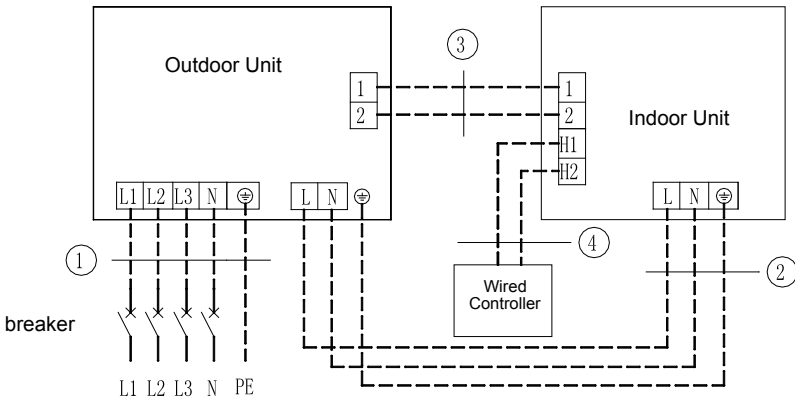 ③
Outdoor Unit
1
2
1
2
H1
H2
Indoor Unit
L1 L2 L3 N
L N
L N
①
④
②
Wired
Controller
breaker
L1 L2 L3 N PE